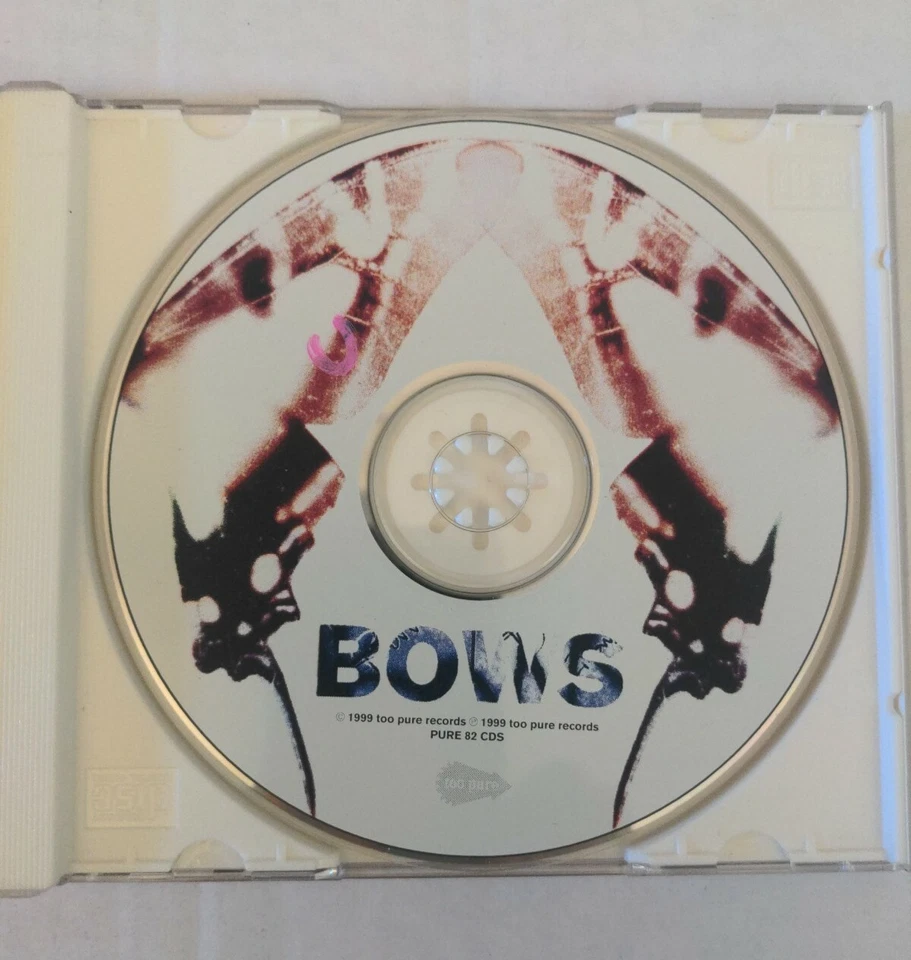 BOWS
© 1999 too pure records ℗ 1999 too pure records
PURE 82 CDS
too pure